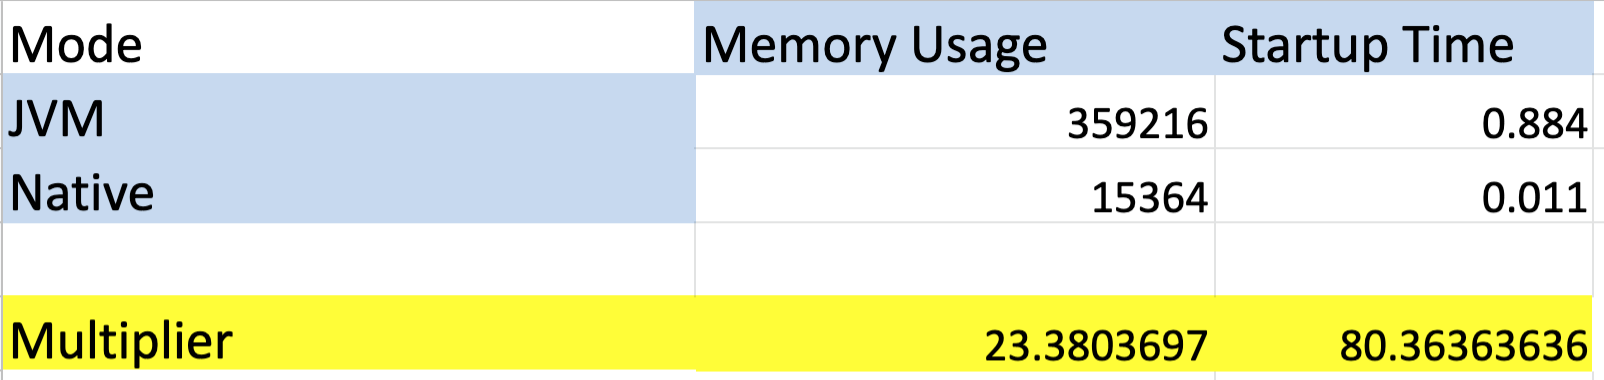 Mode Memory Usage Startup Time
JVM 359216 0.884
Native 15364 0.011
Multiplier 23.3803697 80.36363636